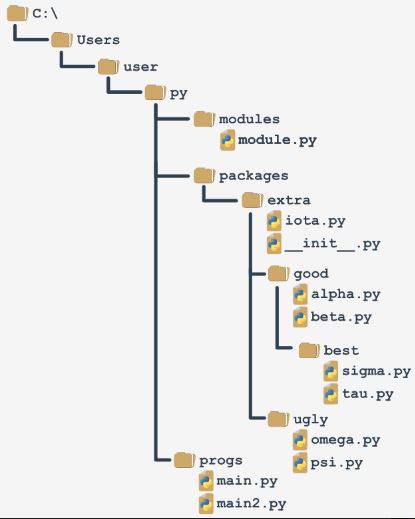 C:\
Users
user
py
modules
module.py
packages
extra
iota.py
__init__.py
good
alpha.py
beta.py
best
sigma.py
tau.py
ugly
omega.py
psi.py
progs
main.py
main2.py